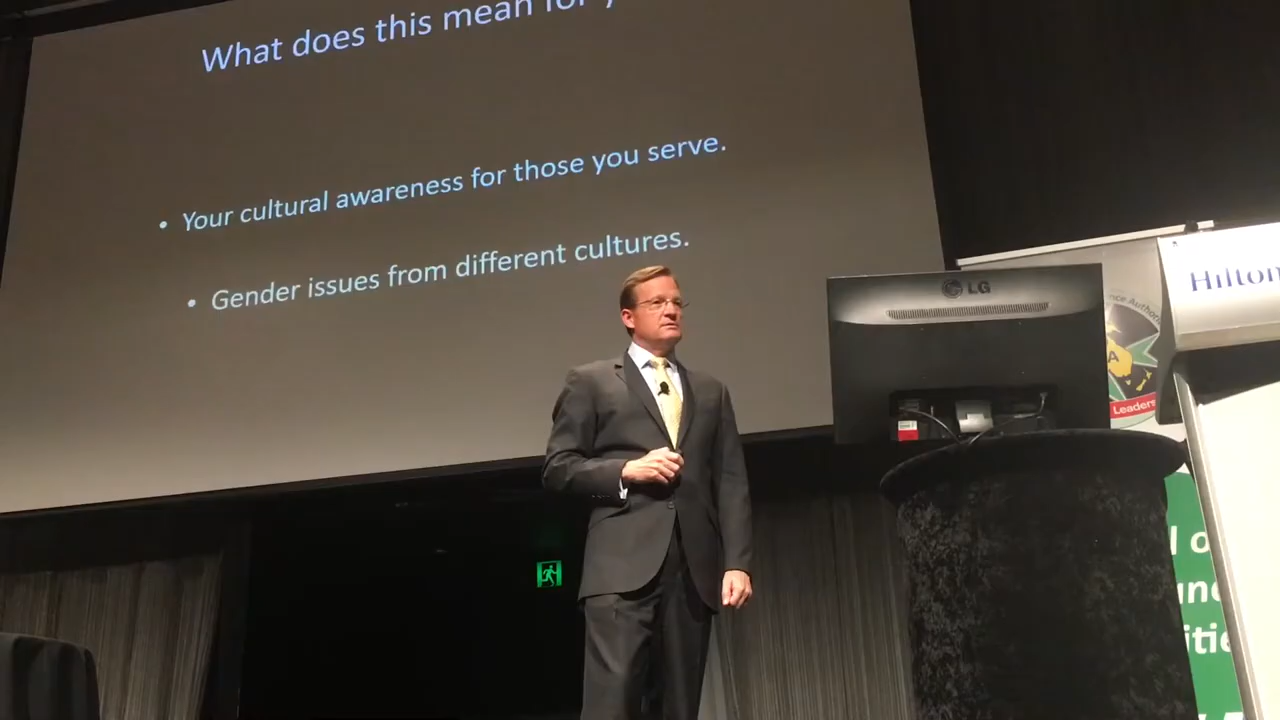 What does this mean for
• Your cultural awareness for those you serve.
• Gender issues from different cultures.
LG
Hilton
A
Leaders